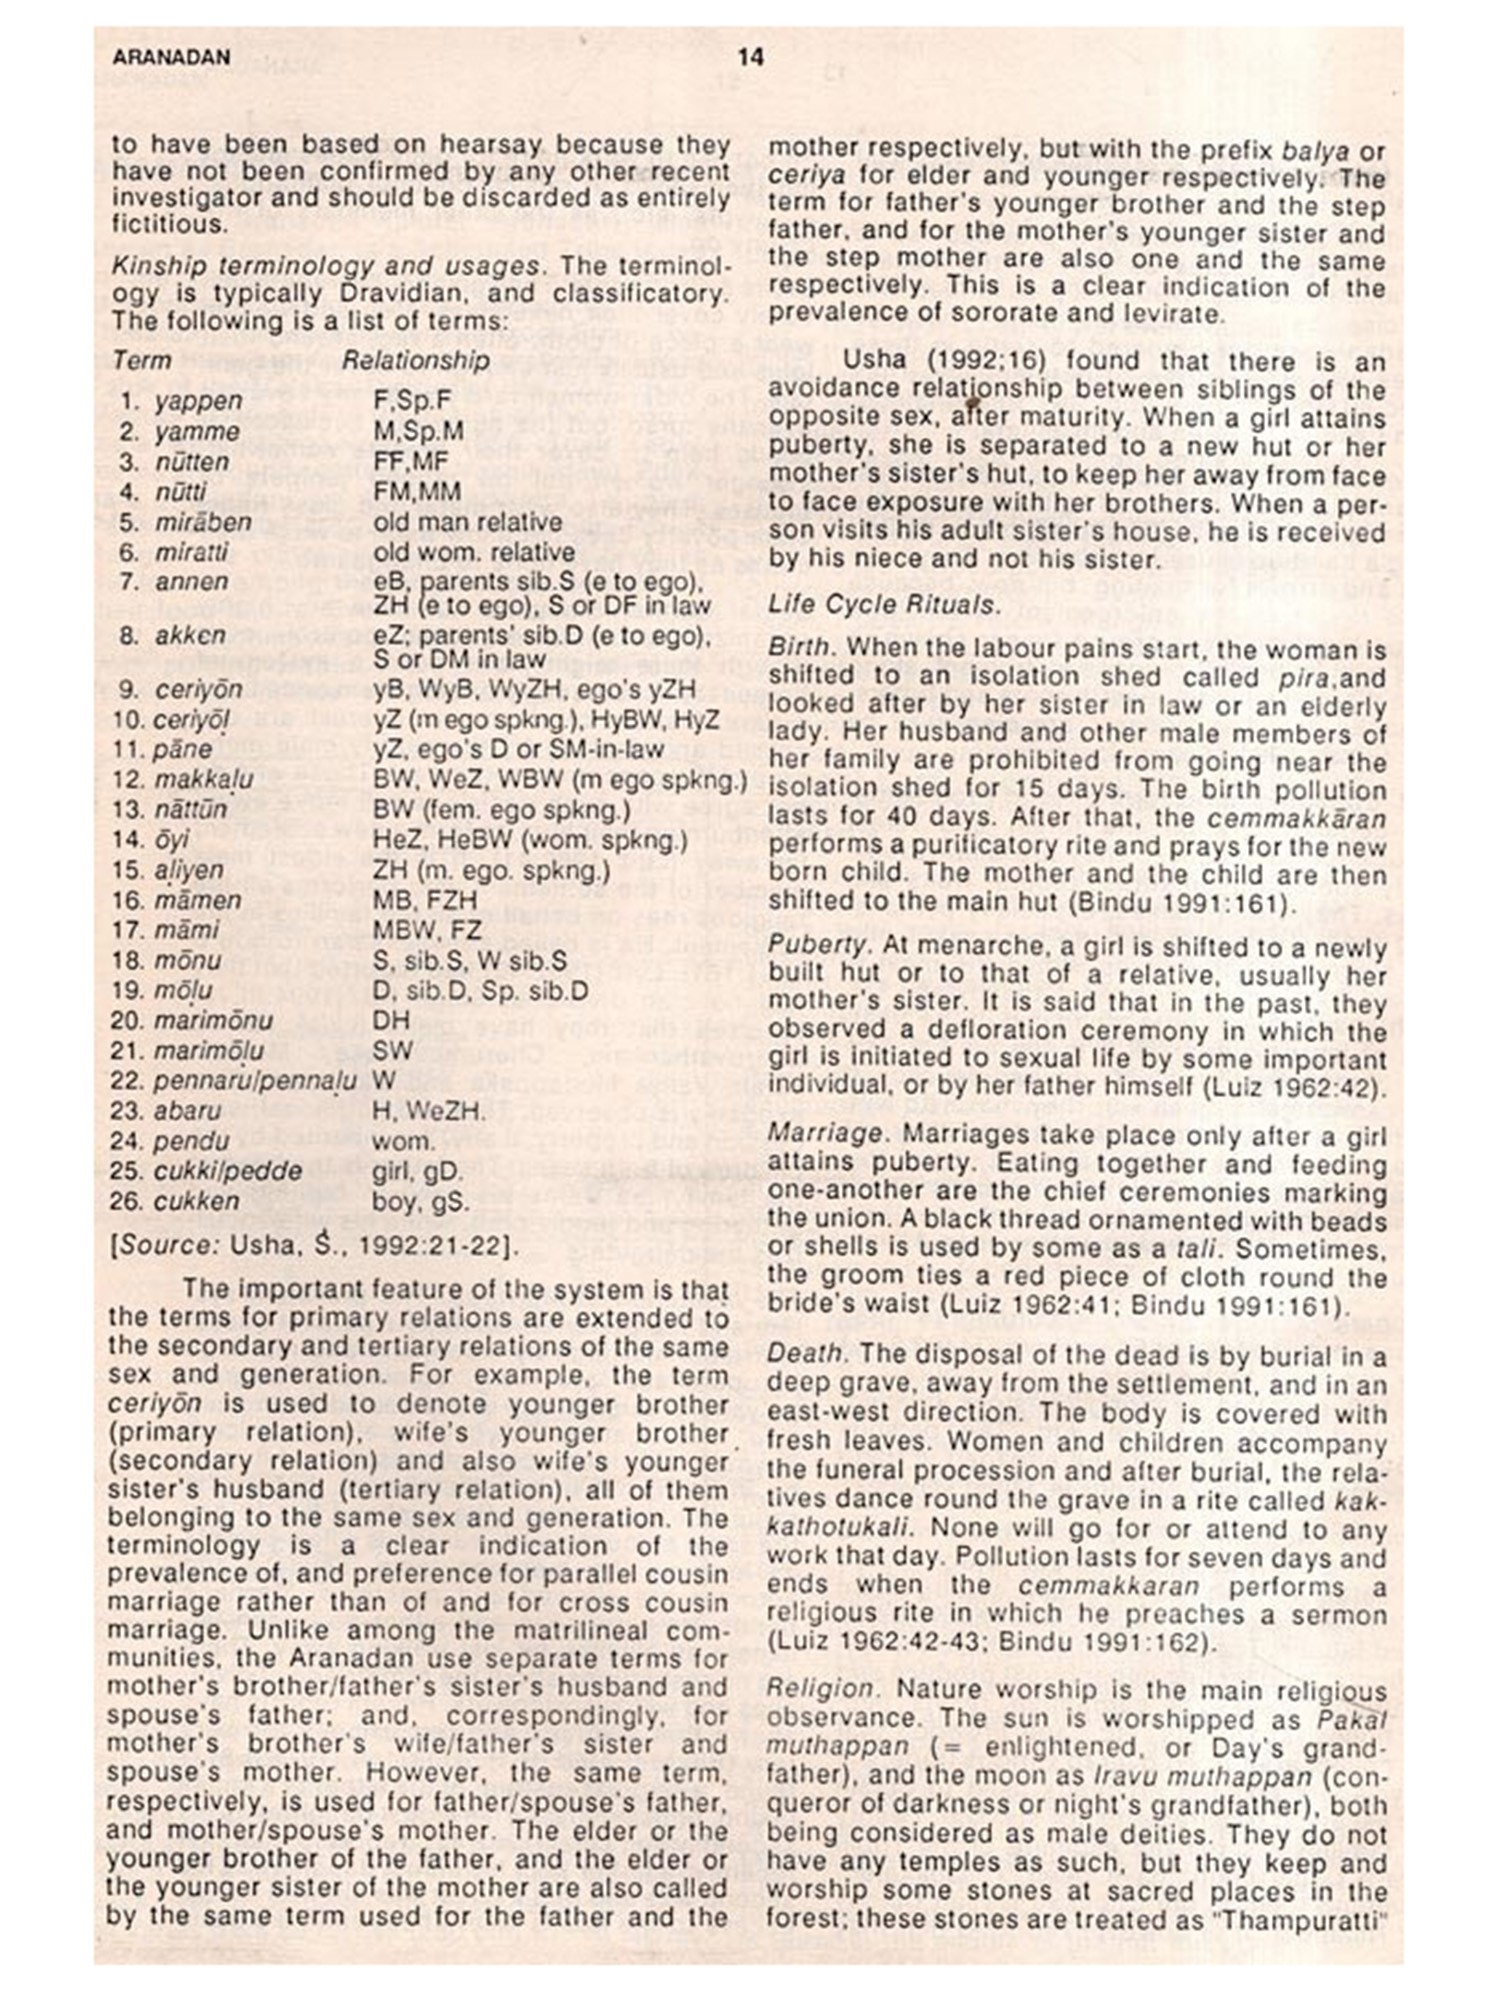 ARANADAN
14
to have been based on hearsay because they
have not been confirmed by any other recent
investigator and should be discarded as entirely
fictitious.
Kinship terminology and usages. The terminol-
ogy is typically Dravidian, and classificatory.
The following is a list of terms:
Term Relationship
1. yappen F,Sp.F
2. yamme M,Sp.M
3. nūtten FF,MF
4. nūtti FM,MM
5. mirāben old man relative
6. miratti old wom. relative
7. annen eB, parents sib.S (e to ego),
ZH (e to ego), S or DF in law
8. akken eZ; parents' sib.D (e to ego),
S or DM in law
9. ceriyōn yB, WyB, WyZH, ego's yZH
10. ceriyōḷ yZ (m ego spkng.), HyBW, HyZ
11. pāne yZ, ego's D or SM-in-law
12. makkaḷu BW, WeZ, WBW (m ego spkng.)
13. nāttūn BW (fem. ego spkng.)
14. ōyi HeZ, HeBW (wom. spkng.)
15. aḷiyen ZH (m. ego. spkng.)
16. māmen MB, FZH
17. māmi MBW, FZ
18. mōnu S, sib.S, W sib.S
19. mōḷu D, sib.D, Sp. sib.D
20. marimōnu DH
21. marimōḷu SW
22. pennaru/pennaḷu W
23. abaru H, WeZH.
24. pendu wom.
25. cukki/pedde girl, gD.
26. cukken boy, gS.
[Source: Usha, S., 1992:21-22].
The important feature of the system is that
the terms for primary relations are extended to
the secondary and tertiary relations of the same
sex and generation. For example, the term
ceriyōn is used to denote younger brother
(primary relation), wife's younger brother
(secondary relation) and also wife's younger
sister's husband (tertiary relation), all of them
belonging to the same sex and generation. The
terminology is a clear indication of the
prevalence of, and preference for parallel cousin
marriage rather than of and for cross cousin
marriage. Unlike among the matrilineal com-
munities, the Aranadan use separate terms for
mother's brother/father's sister's husband and
spouse's father; and, correspondingly, for
mother's brother's wife/father's sister and
spouse's mother. However, the same term,
respectively, is used for father/spouse's father,
and mother/spouse's mother. The elder or the
younger brother of the father, and the elder or
the younger sister of the mother are also called
by the same term used for the father and the
mother respectively, but with the prefix balya or
ceriya for elder and younger respectively. The
term for father's younger brother and the step
father, and for the mother's younger sister and
the step mother are also one and the same
respectively. This is a clear indication of the
prevalence of sororate and levirate.
Usha (1992;16) found that there is an
avoidance relationship between siblings of the
opposite sex, after maturity. When a girl attains
puberty, she is separated to a new hut or her
mother's sister's hut, to keep her away from face
to face exposure with her brothers. When a per-
son visits his adult sister's house, he is received
by his niece and not his sister.
Life Cycle Rituals.
Birth. When the labour pains start, the woman is
shifted to an isolation shed called pira,and
looked after by her sister in law or an elderly
lady. Her husband and other male members of
her family are prohibited from going near the
isolation shed for 15 days. The birth pollution
lasts for 40 days. After that, the cemmakkāran
performs a purificatory rite and prays for the new
born child. The mother and the child are then
shifted to the main hut (Bindu 1991:161).
Puberty. At menarche, a girl is shifted to a newly
built hut or to that of a relative, usually her
mother's sister. It is said that in the past, they
observed a defloration ceremony in which the
girl is initiated to sexual life by some important
individual, or by her father himself (Luiz 1962:42).
Marriage. Marriages take place only after a girl
attains puberty. Eating together and feeding
one-another are the chief ceremonies marking
the union. A black thread ornamented with beads
or shells is used by some as a tali. Sometimes,
the groom ties a red piece of cloth round the
bride's waist (Luiz 1962:41; Bindu 1991:161).
Death. The disposal of the dead is by burial in a
deep grave, away from the settlement, and in an
east-west direction. The body is covered with
fresh leaves. Women and children accompany
the funeral procession and after burial, the rela-
tives dance round the grave in a rite called kak-
kathotukali. None will go for or attend to any
work that day. Pollution lasts for seven days and
ends when the cemmakkaran performs a
religious rite in which he preaches a sermon
(Luiz 1962:42-43; Bindu 1991:162).
Religion. Nature worship is the main religious
observance. The sun is worshipped as Pakal
muthappan (= enlightened, or Day's grand-
father), and the moon as Iravu muthappan (con-
queror of darkness or night's grandfather), both
being considered as male deities. They do not
have any temples as such, but they keep and
worship some stones at sacred places in the
forest; these stones are treated as "Thampuratti"